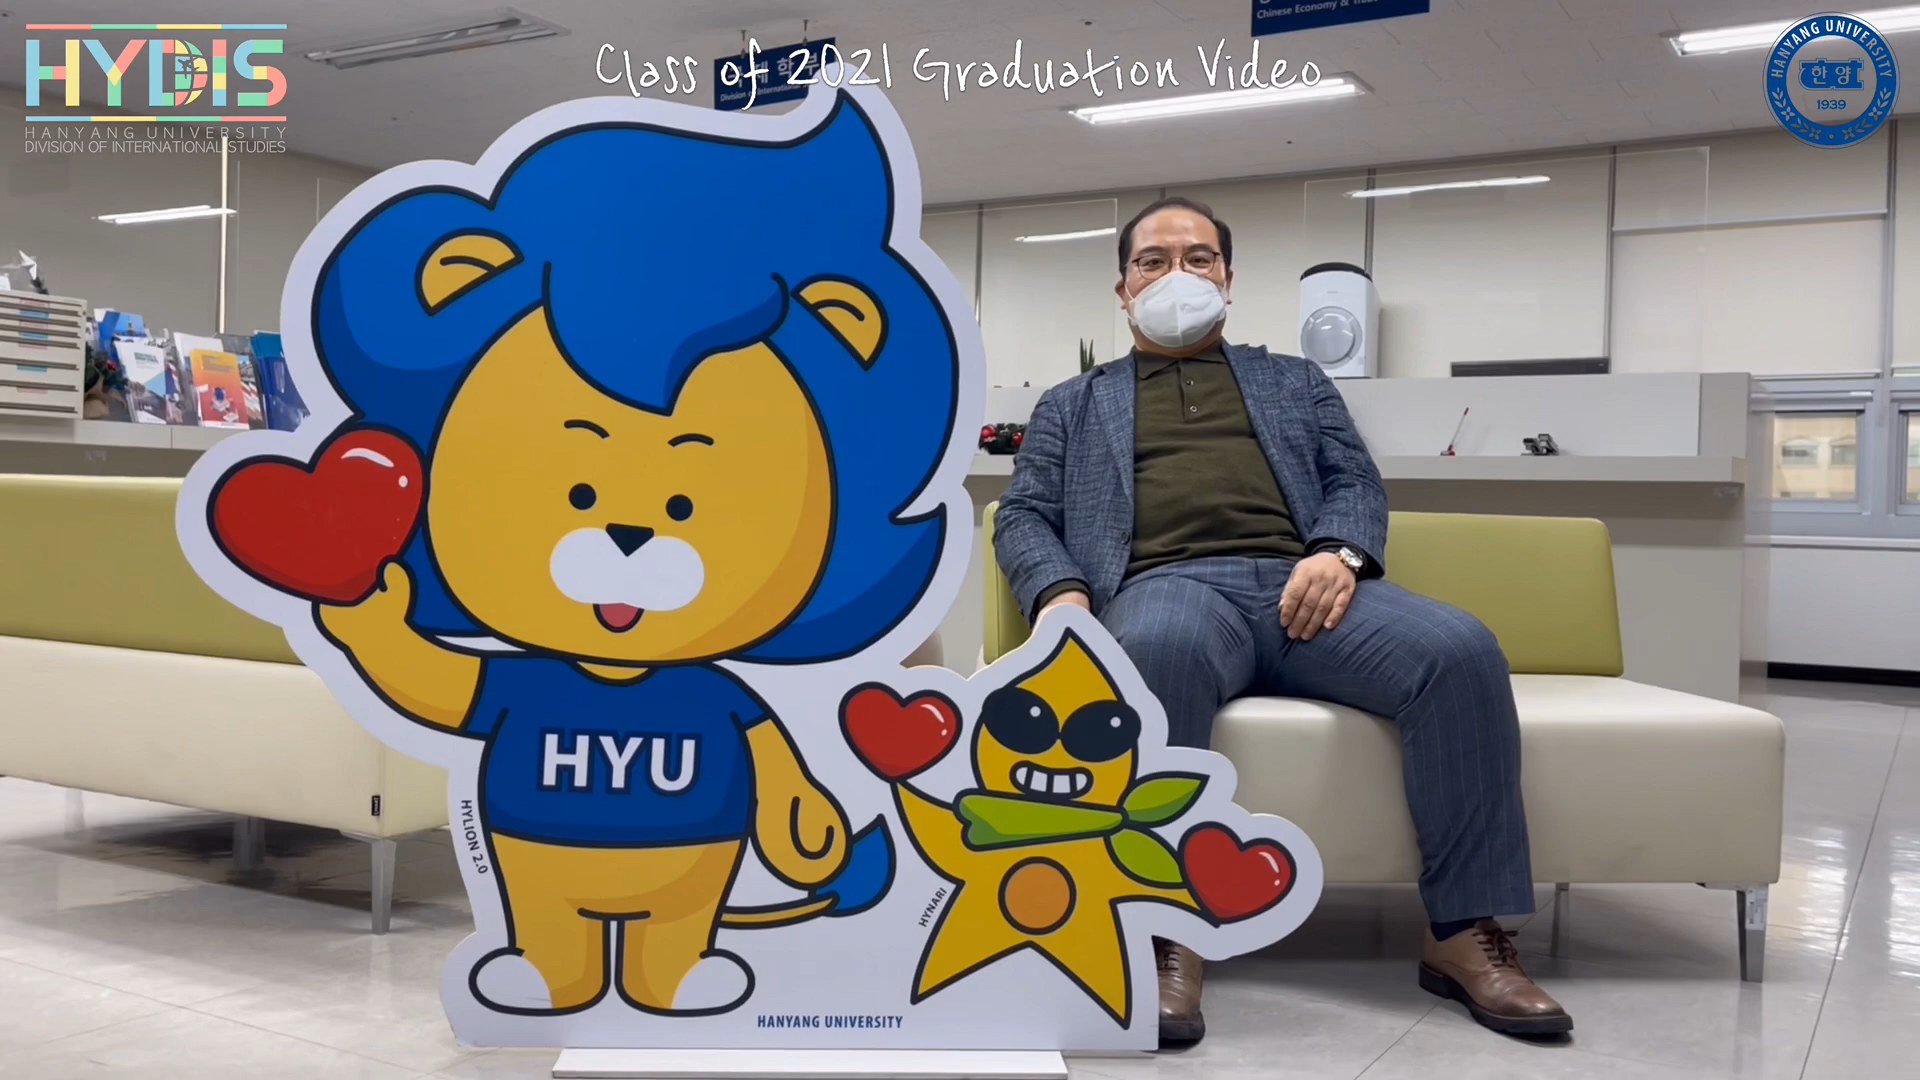 HYDIS
HANYANG UNIVERSITY
DIVISION OF INTERNATIONAL STUDIES
Class of 2021 Graduation Video
Chinese Economy & Trade
HANYANG UNIVERSITY
한양
1939
HYU
HYLION 2.0
HYNARI
HANYANG UNIVERSITY